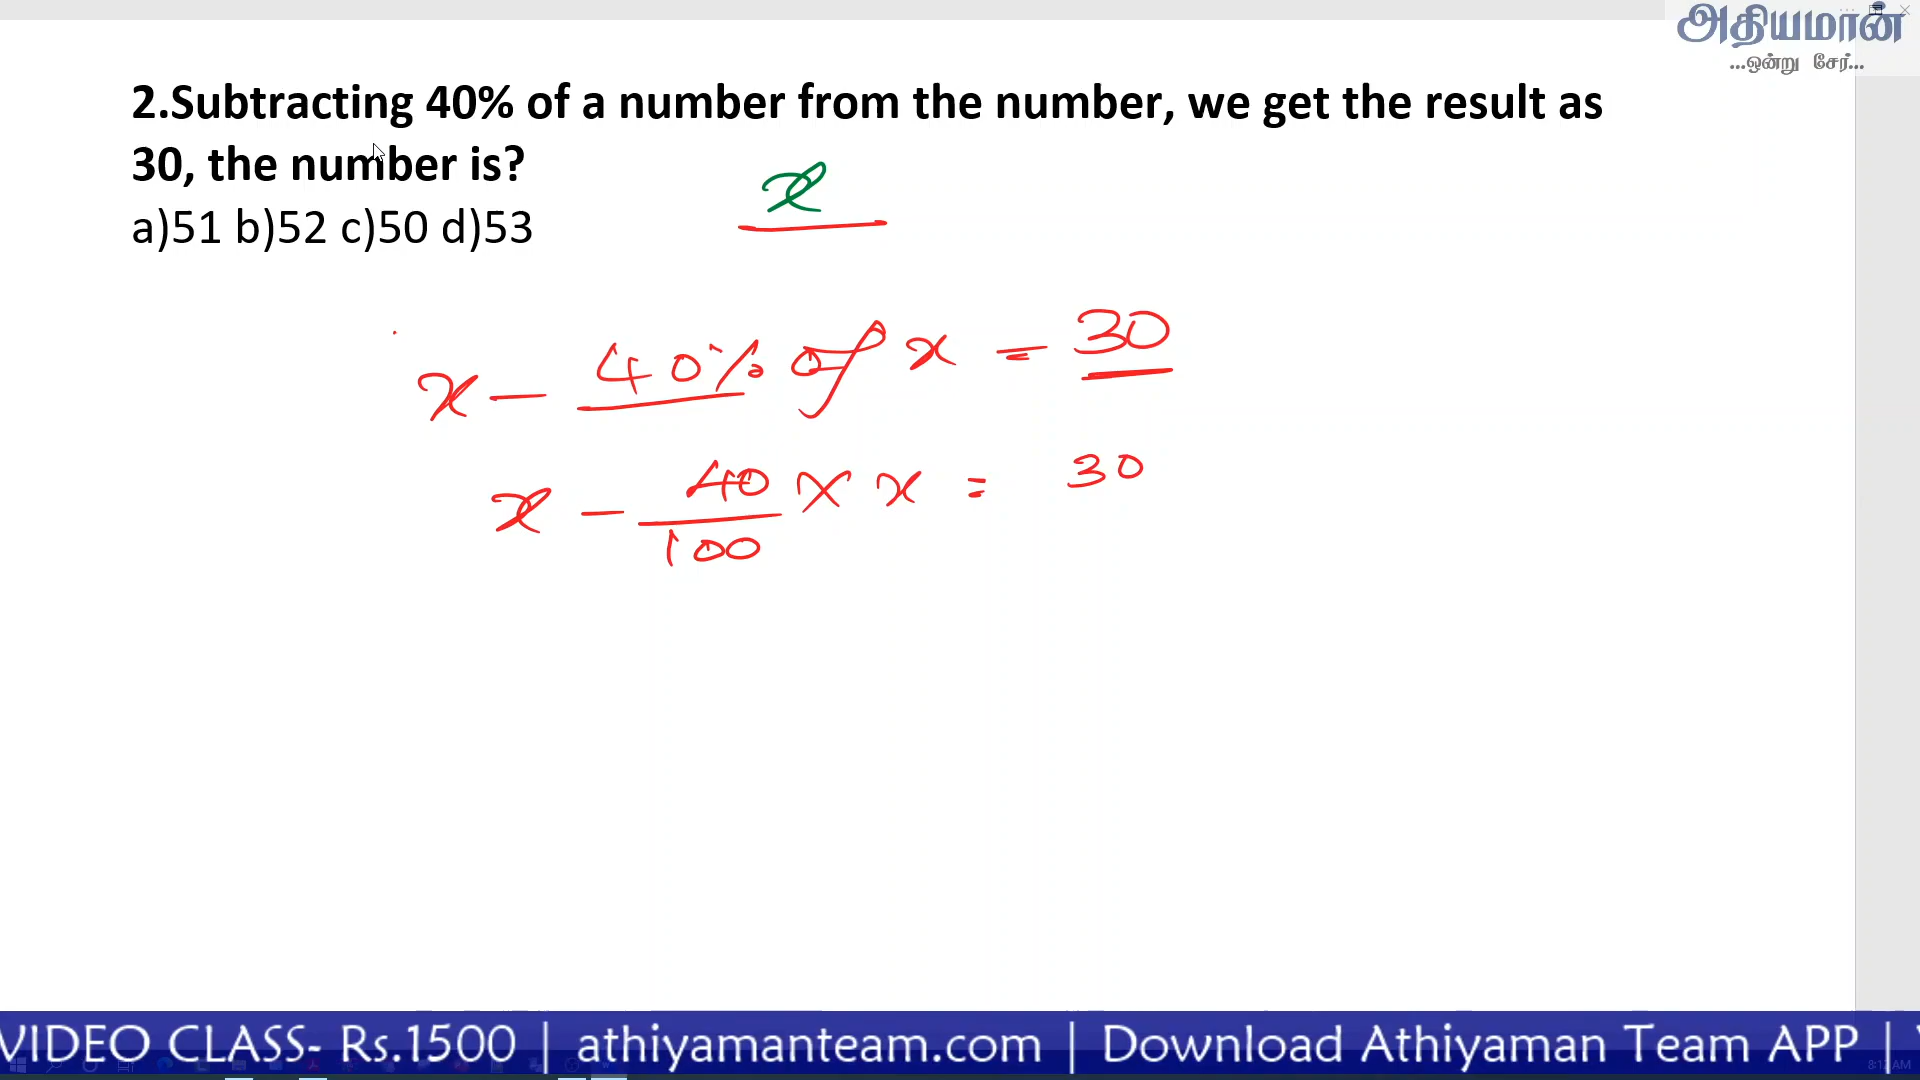 அதியமான்
...ஒன்று சேர்...
2.Subtracting 40% of a number from the number, we get the result as
30, the number is?
a)51 b)52 c)50 d)53
x
x - 40% of x = 30
x - 40/100 × x = 30
VIDEO CLASS- Rs.1500 | athiyamanteam.com | Download Athiyaman Team APP |